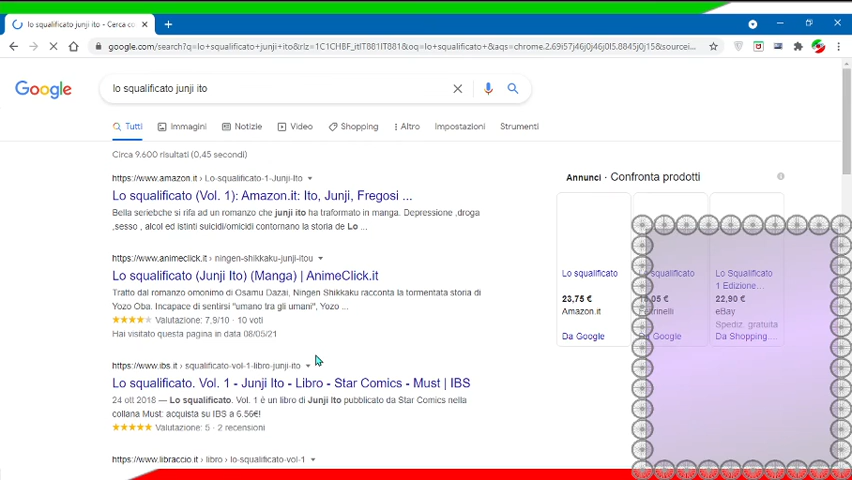 lo squalificato junji ito - Cerca co
google.com/search?q=lo+squalificato+junji+ito&rlz=1C1CHBF_itIT881IT881&oq=lo+squalificato+&aqs=chrome.2.69i57j46j0j46i0l5.8845j0j15&sourcei...
Google
lo squalificato junji ito
Tutti
Immagini
Notizie
Video
Shopping
Altro
Impostazioni
Strumenti
Circa 9.600 risultati (0,45 secondi)
https://www.amazon.it › Lo-squalificato-1-Junji-Ito
Lo squalificato (Vol. 1): Amazon.it: Ito, Junji, Fregosi ...
Bella seriebche si rifa ad un romanzo che junji ito ha traformato in manga. Depressione ,droga
,sesso , alcol ed istinti suicidi/omicidi contornano la storia de Lo ...
https://www.animeclick.it › ningen-shikkaku-junji-itou
Lo squalificato (Junji Ito) (Manga) | AnimeClick.it
Tratto dal romanzo omonimo di Osamu Dazai, Ningen Shikkaku racconta la tormentata storia di
Yozo Oba. Incapace di sentirsi "umano tra gli umani", Yozo ...
Valutazione: 7,9/10 · 10 voti
Hai visitato questa pagina in data 08/05/21
https://www.ibs.it › squalificato-vol-1-libro-junji-ito
Lo squalificato. Vol. 1 - Junji Ito - Libro - Star Comics - Must | IBS
24 ott 2018 — Lo squalificato. Vol. 1 è un libro di Junji Ito pubblicato da Star Comics nella
collana Must: acquista su IBS a 6.56€!
Valutazione: 5 · 2 recensioni
https://www.libraccio.it › libro › lo-squalificato-vol-1
Annunci · Confronta prodotti
Lo squalificato
23,75 €
Amazon.it
Da Google
squalificato
Da Google
Lo Squalificato
1 Edizione...
22,90 €
eBay
Spediz. gratuita
Da Shopping....